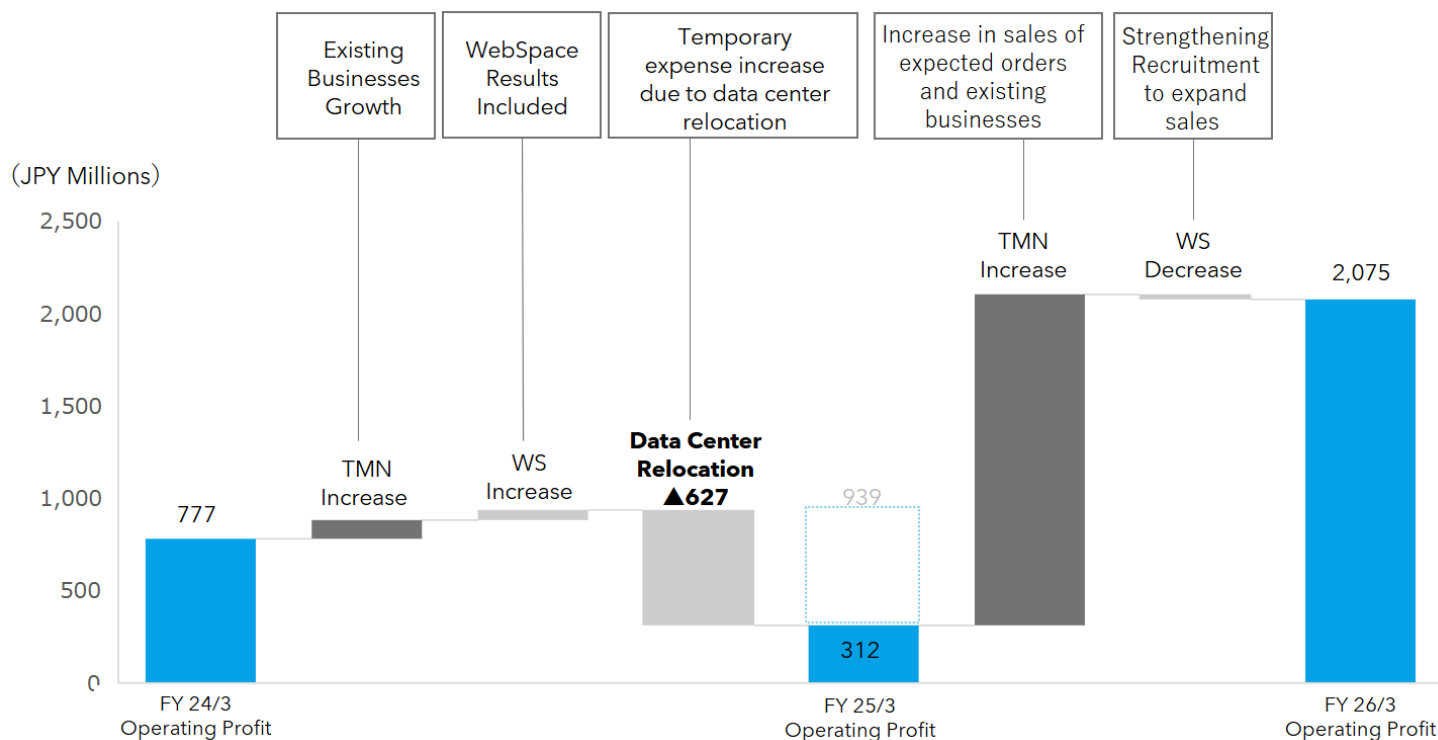 Existing
Businesses
Growth
WebSpace
Results
Included
Temporary
expense increase
due to data center
relocation
Increase in sales of
expected orders
and existing
businesses
Strengthening
Recruitment
to expand
sales
（JPY Millions）
2,500
2,000
1,500
1,000
500
0
777
TMN
Increase
WS
Increase
Data Center
Relocation
▲627
939
312
TMN
Increase
WS
Decrease
2,075
FY 24/3
Operating Profit
FY 25/3
Operating Profit
FY 26/3
Operating Profit